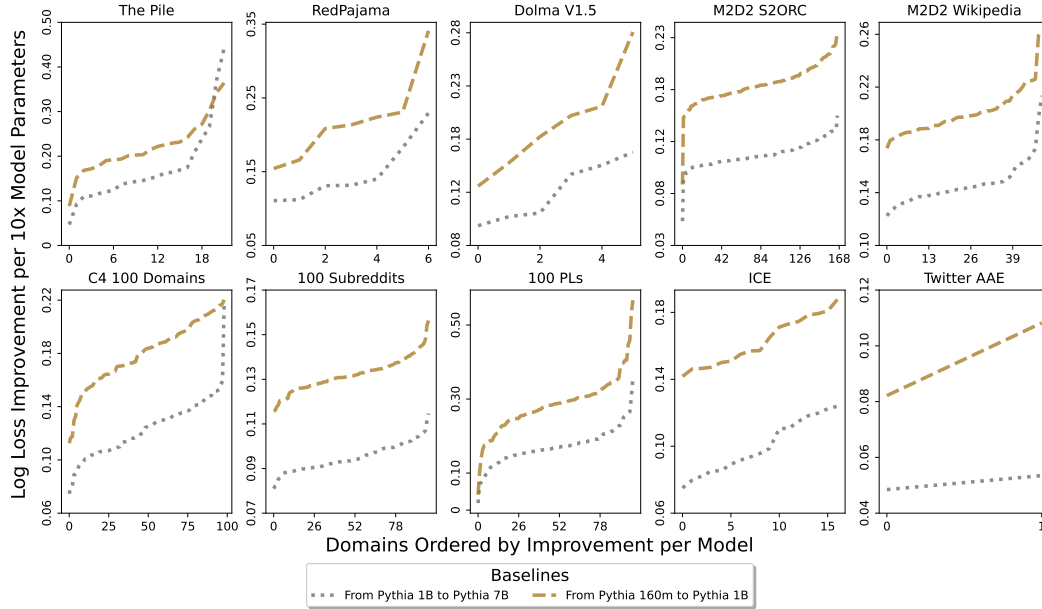 The Pile
RedPajama
Dolma V1.5
M2D2 S2ORC
M2D2 Wikipedia
Log Loss Improvement per 10x Model Parameters
0.50
0.40
0.30
0.20
0.10
0
0 6 12 18
0.35
0.25
0.15
0.05
0 2 4 6
0.28
0.23
0.18
0.12
0.08
0 2 4
0.23
0.18
0.12
0.08
0.03
0 42 84 126 168
0.26
0.22
0.18
0.14
0.10
0 13 26 39
C4 100 Domains
100 Subreddits
100 PLs
ICE
Twitter AAE
0.22
0.18
0.14
0.10
0.06
0 25 50 75 100
0.17
0.15
0.13
0.11
0.09
0.07
0 26 52 78
0.50
0.30
0.10
0
0 26 52 78
0.18
0.14
0.10
0.06
0 5 10 15
0.12
0.10
0.08
0.06
0.04
0 1
Domains Ordered by Improvement per Model
Baselines
From Pythia 1B to Pythia 7B
From Pythia 160m to Pythia 1B